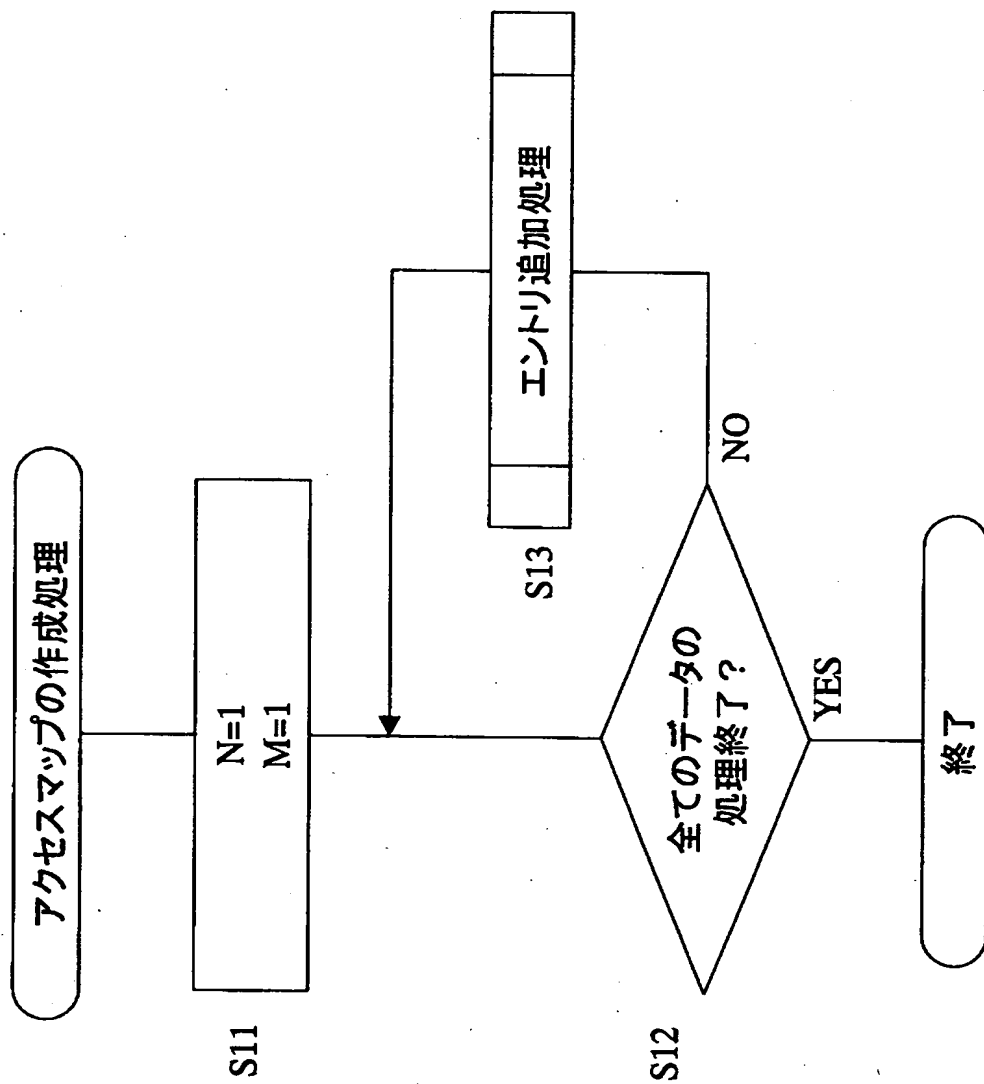 アクセスマップの作成処理
S11
N=1
M=1
S12
全てのデータの
処理終了?
NO
S13
エントリ追加処理
YES
終了